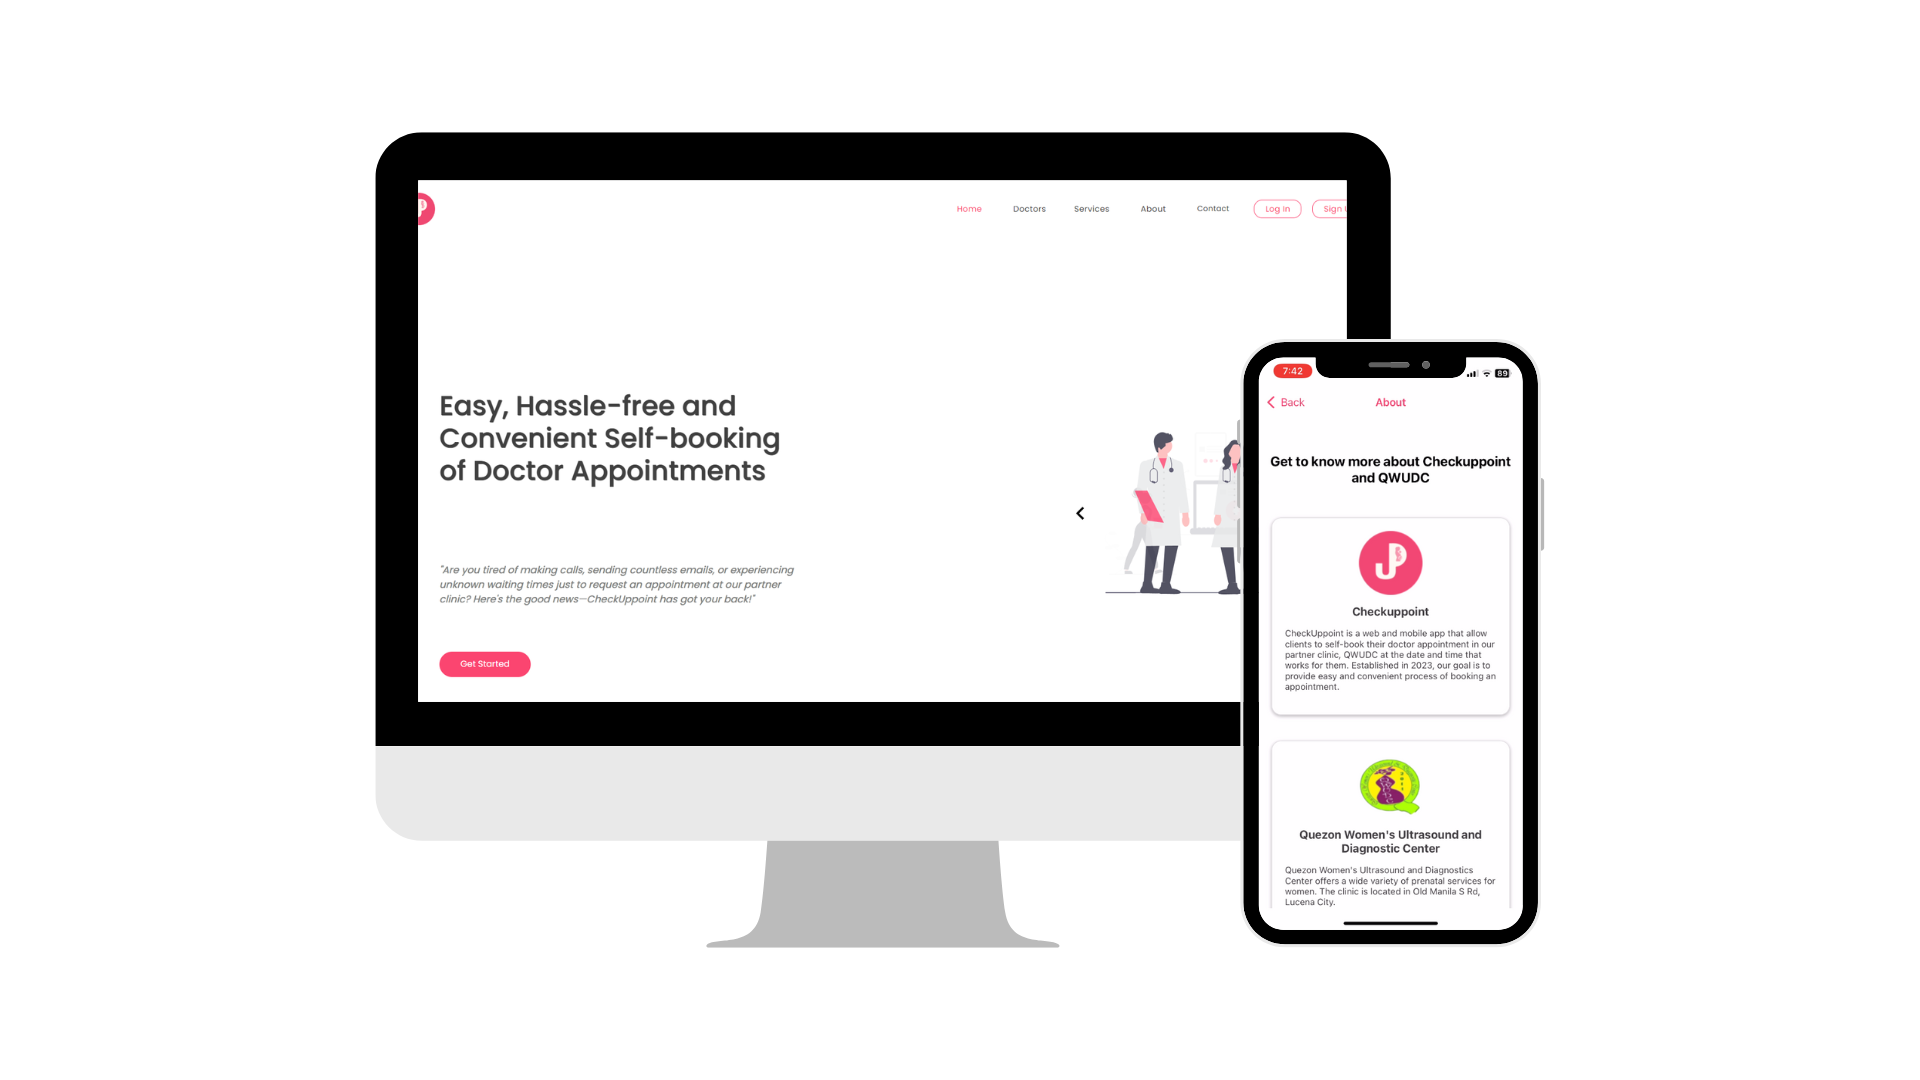 Home Doctors Services About Contact Log In Sign
Easy, Hassle-free and
Convenient Self-booking
of Doctor Appointments
"Are you tired of making calls, sending countless emails, or experiencing
unknown waiting times just to request an appointment at our partner
clinic? Here's the good news—CheckUppoint has got your back!"
Get Started
7:42
89
Back
About
Get to know more about Checkuppoint
and QWUDC
Checkuppoint
CheckUppoint is a web and mobile app that allow
clients to self-book their doctor appointment in our
partner clinic, QWUDC at the date and time that
works for them. Established in 2023, our goal is to
provide easy and convenient process of booking an
appointment.
Quezon Women's Ultrasound and
Diagnostic Center
Quezon Women's Ultrasound and Diagnostics
Center offers a wide variety of prenatal services for
women. The clinic is located in Old Manila S Rd,
Lucena City.